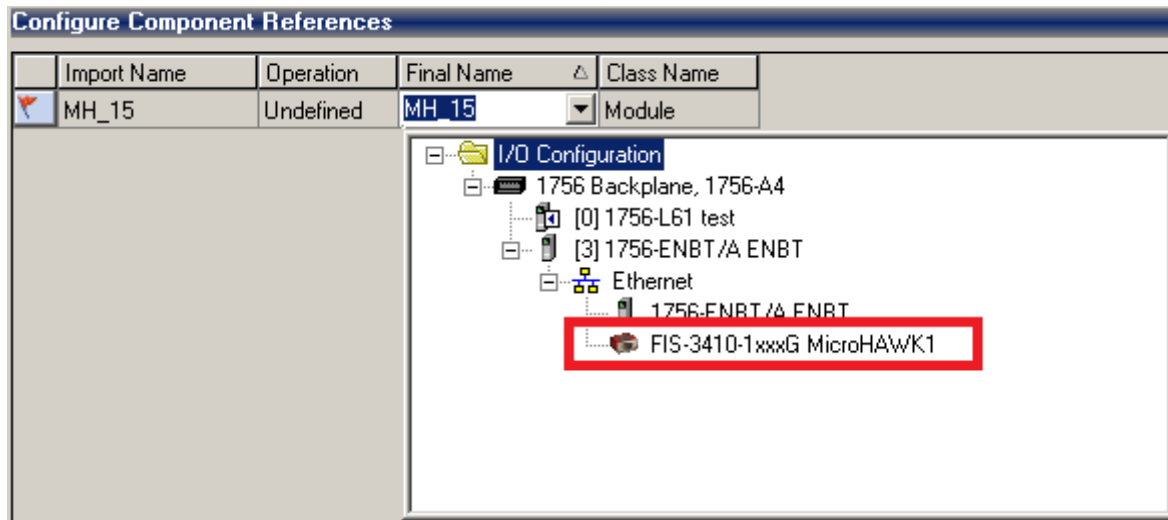 Configure Component References
Import Name Operation Final Name Class Name
MH_15 Undefined MH_15 Module
I/O Configuration
1756 Backplane, 1756-A4
[0] 1756-L61 test
[3] 1756-ENBT/A ENBT
Ethernet
1756-ENBT/A ENBT
FIS-3410-1xxxG MicroHAWK1